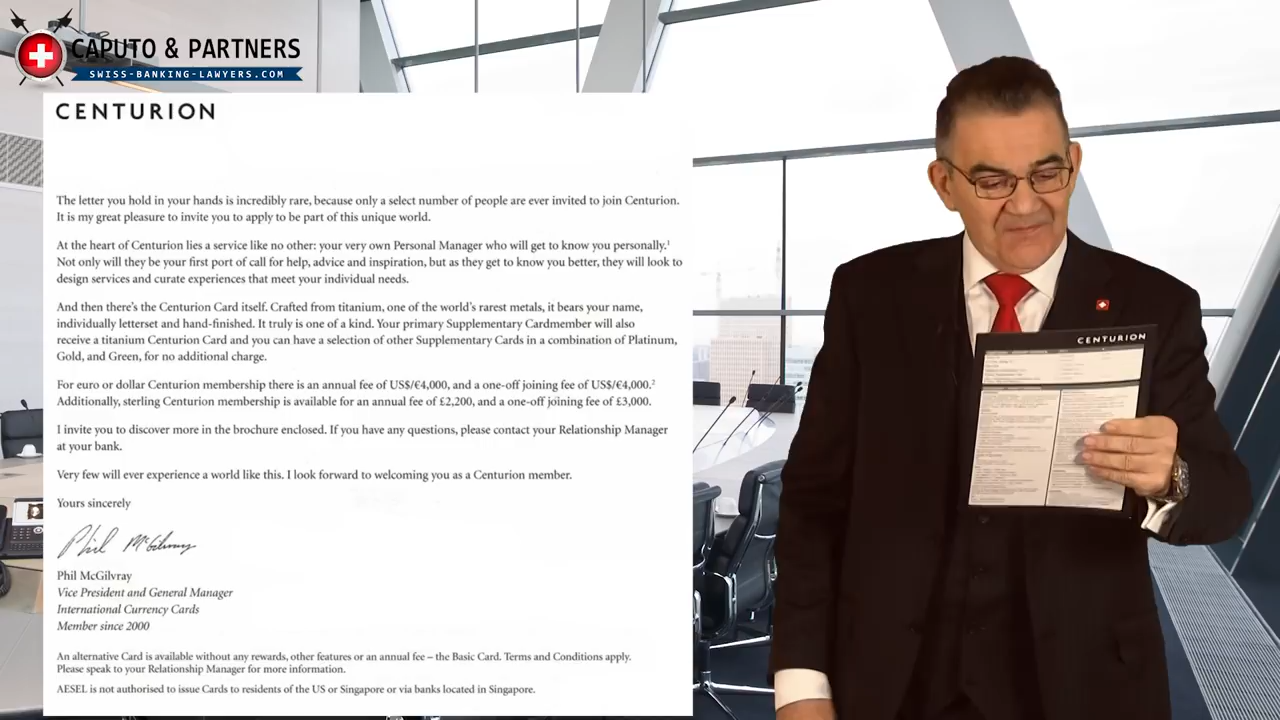 CAPUTO & PARTNERS
SWISS-BANKING-LAWYERS.COM
CENTURION
The letter you hold in your hands is incredibly rare, because only a select number of people are ever invited to join Centurion.
It is my great pleasure to invite you to apply to be part of this unique world.
At the heart of Centurion lies a service like no other: your very own Personal Manager who will get to know you personally.¹
Not only will they be your first port of call for help, advice and inspiration, but as they get to know you better, they will look to
design services and curate experiences that meet your individual needs.
And then there's the Centurion Card itself. Crafted from titanium, one of the world's rarest metals, it bears your name,
individually letterset and hand-finished. It truly is one of a kind. Your primary Supplementary Cardmember will also
receive a titanium Centurion Card and you can have a selection of other Supplementary Cards in a combination of Platinum,
Gold, and Green, for no additional charge.
For euro or dollar Centurion membership there is an annual fee of US$/€4,000, and a one-off joining fee of US$/€4,000.²
Additionally, sterling Centurion membership is available for an annual fee of £2,200, and a one-off joining fee of £3,000.
I invite you to discover more in the brochure enclosed. If you have any questions, please contact your Relationship Manager
at your bank.
Very few will ever experience a world like this. I look forward to welcoming you as a Centurion member.
Yours sincerely
Phil McGilvray
Phil McGilvray
Vice President and General Manager
International Currency Cards
Member since 2000
An alternative Card is available without any rewards, other features or an annual fee – the Basic Card. Terms and Conditions apply.
Please speak to your Relationship Manager for more information.
AESEL is not authorised to issue Cards to residents of the US or Singapore or via banks located in Singapore.
CENTURION